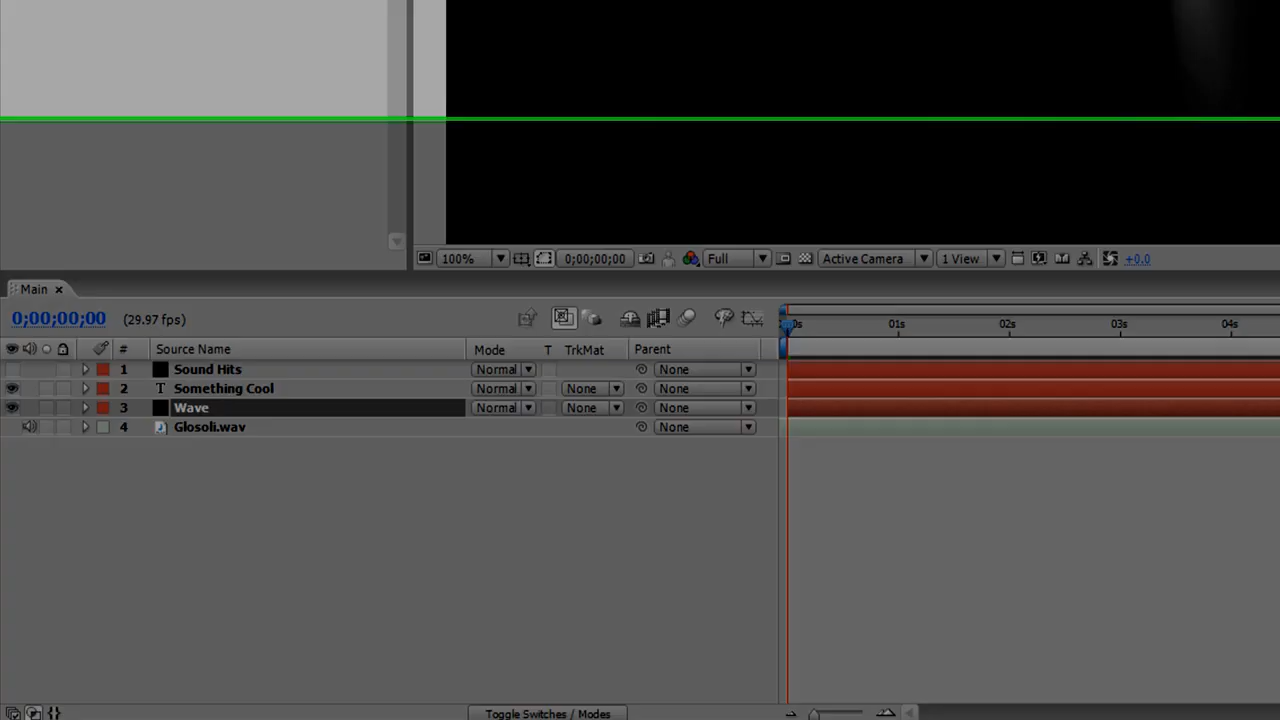 100% 0;00;00;00 Full Active Camera 1 View +0.0
Main
0;00;00;00 (29.97 fps)
01s 02s 03s 04s
# Source Name Mode T TrkMat Parent
1 Sound Hits Normal None
2 Something Cool Normal None None
3 Wave Normal None None
4 Glosoli.wav None
Toggle Switches / Modes